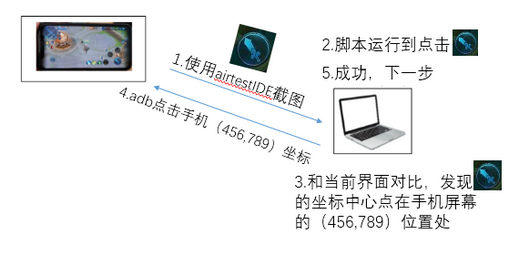 1.使用airtestIDE截图
2.脚本运行到点击
5.成功，下一步
4.adb点击手机（456,789）坐标
3.和当前界面对比，发现
的坐标中心点在手机屏幕
的（456,789）位置处